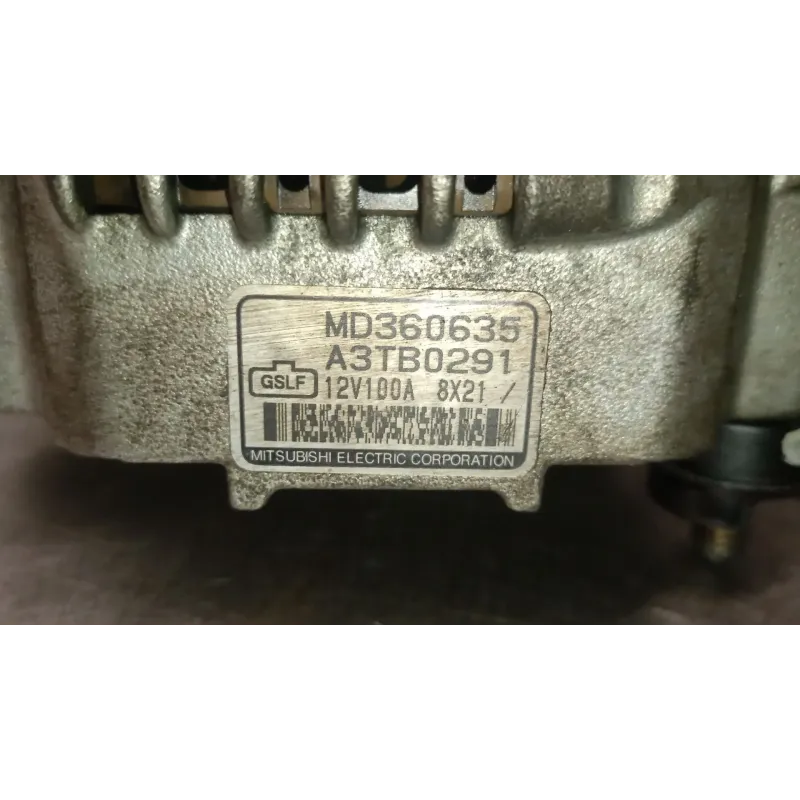 MD360635
A3TB0291
GSLF 12V100A 8X21 /
MITSUBISHI ELECTRIC CORPORATION